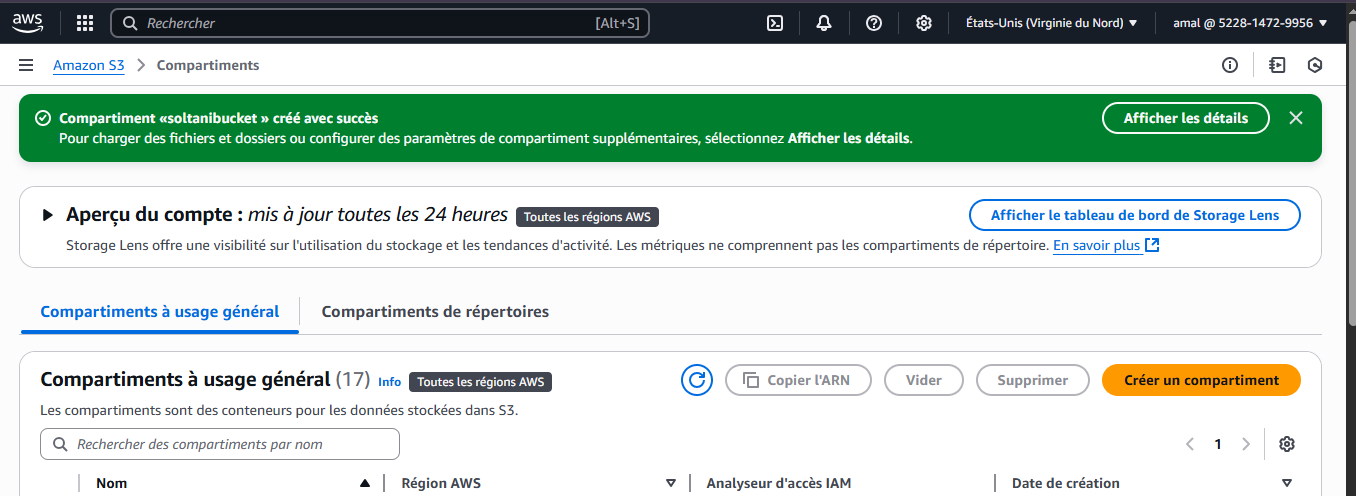 aws
Rechercher [Alt+S] États-Unis (Virginie du Nord) amal @ 5228-1472-9956
Amazon S3 Compartiments
Compartiment «soltanibucket » créé avec succès
Pour charger des fichiers et dossiers ou configurer des paramètres de compartiment supplémentaires, sélectionnez Afficher les détails.
Afficher les détails
Aperçu du compte : mis à jour toutes les 24 heures Toutes les régions AWS
Afficher le tableau de bord de Storage Lens
Storage Lens offre une visibilité sur l'utilisation du stockage et les tendances d'activité. Les métriques ne comprennent pas les compartiments de répertoire. En savoir plus
Compartiments à usage général Compartiments de répertoires
Compartiments à usage général (17) Info Toutes les régions AWS
Copier l'ARN Vider Supprimer Créer un compartiment
Les compartiments sont des conteneurs pour les données stockées dans S3.
Rechercher des compartiments par nom 1
Nom Région AWS Analyseur d'accès IAM Date de création